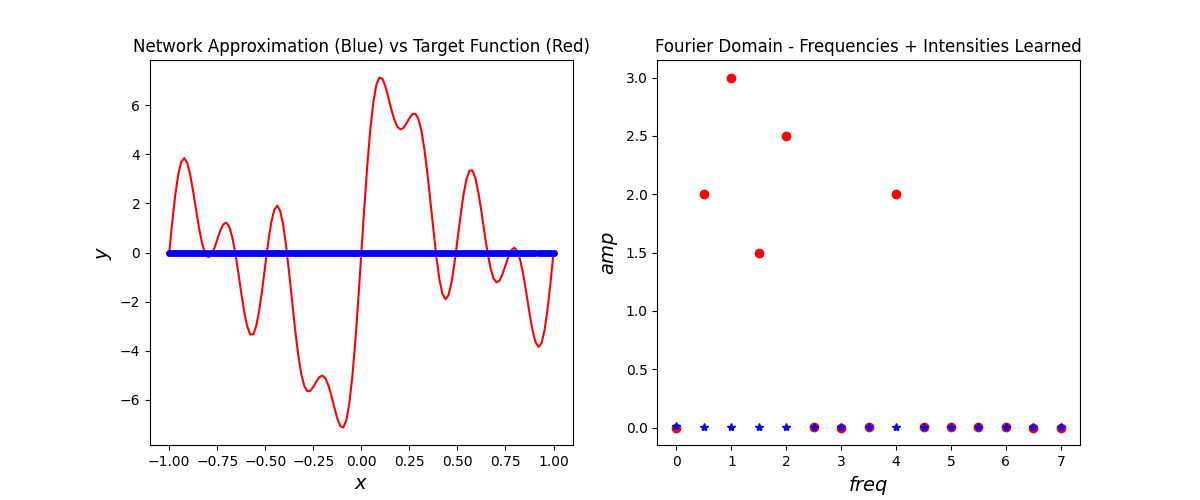 Network Approximation (Blue) vs Target Function (Red)
6
4
2
0
−2
−4
−6
y
−1.00 −0.75 −0.50 −0.25 0.00 0.25 0.50 0.75 1.00
x
Fourier Domain - Frequencies + Intensities Learned
3.0
2.5
2.0
1.5
1.0
0.5
0.0
amp
0 1 2 3 4 5 6 7
freq